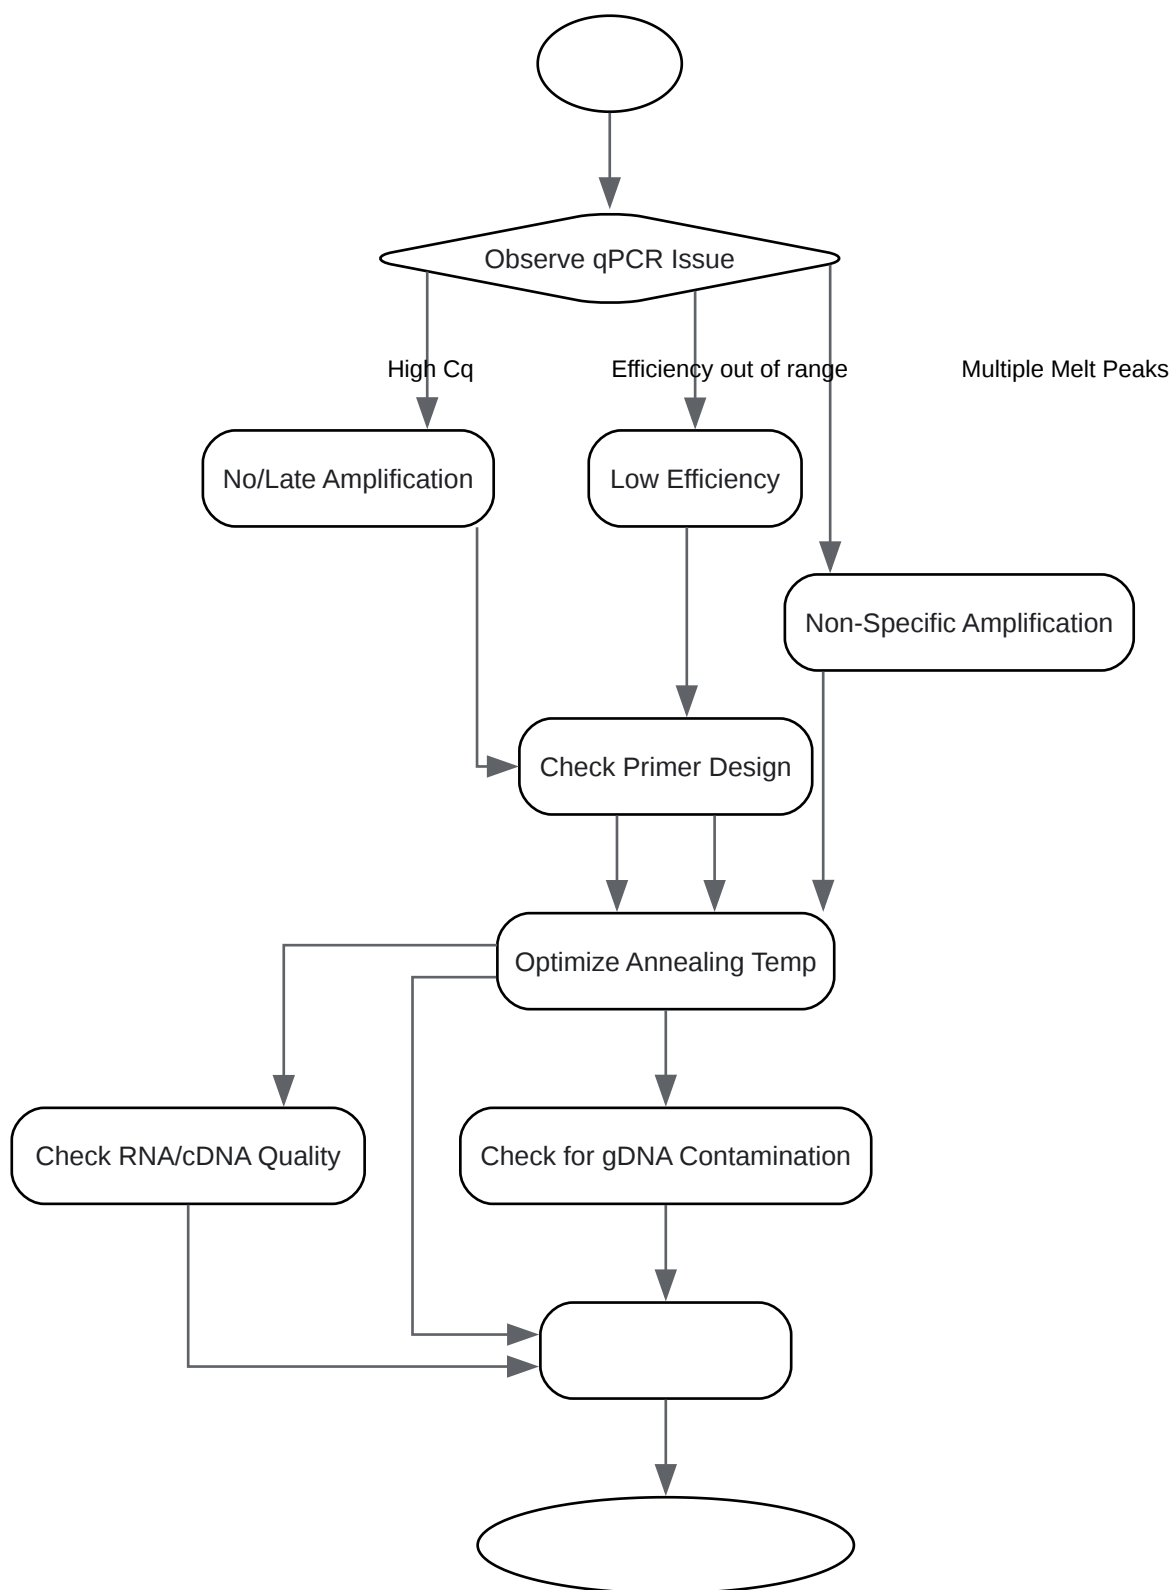 Observe qPCR Issue
High Cq
Efficiency out of range
Multiple Melt Peaks
No/Late Amplification
Low Efficiency
Non-Specific Amplification
Check Primer Design
Optimize Annealing Temp
Check RNA/cDNA Quality
Check for gDNA Contamination